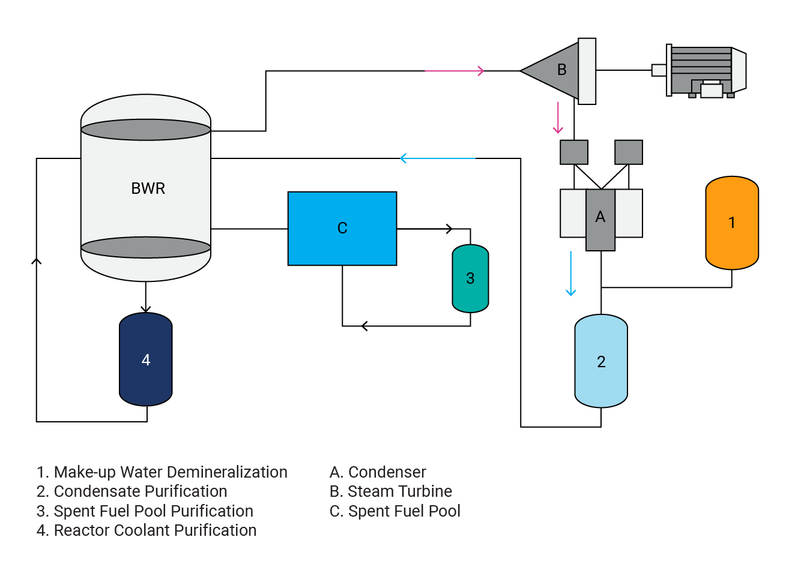 B
BWR
A
1
C
3
4
2
1. Make-up Water Demineralization
2. Condensate Purification
3. Spent Fuel Pool Purification
4. Reactor Coolant Purification
A. Condenser
B. Steam Turbine
C. Spent Fuel Pool